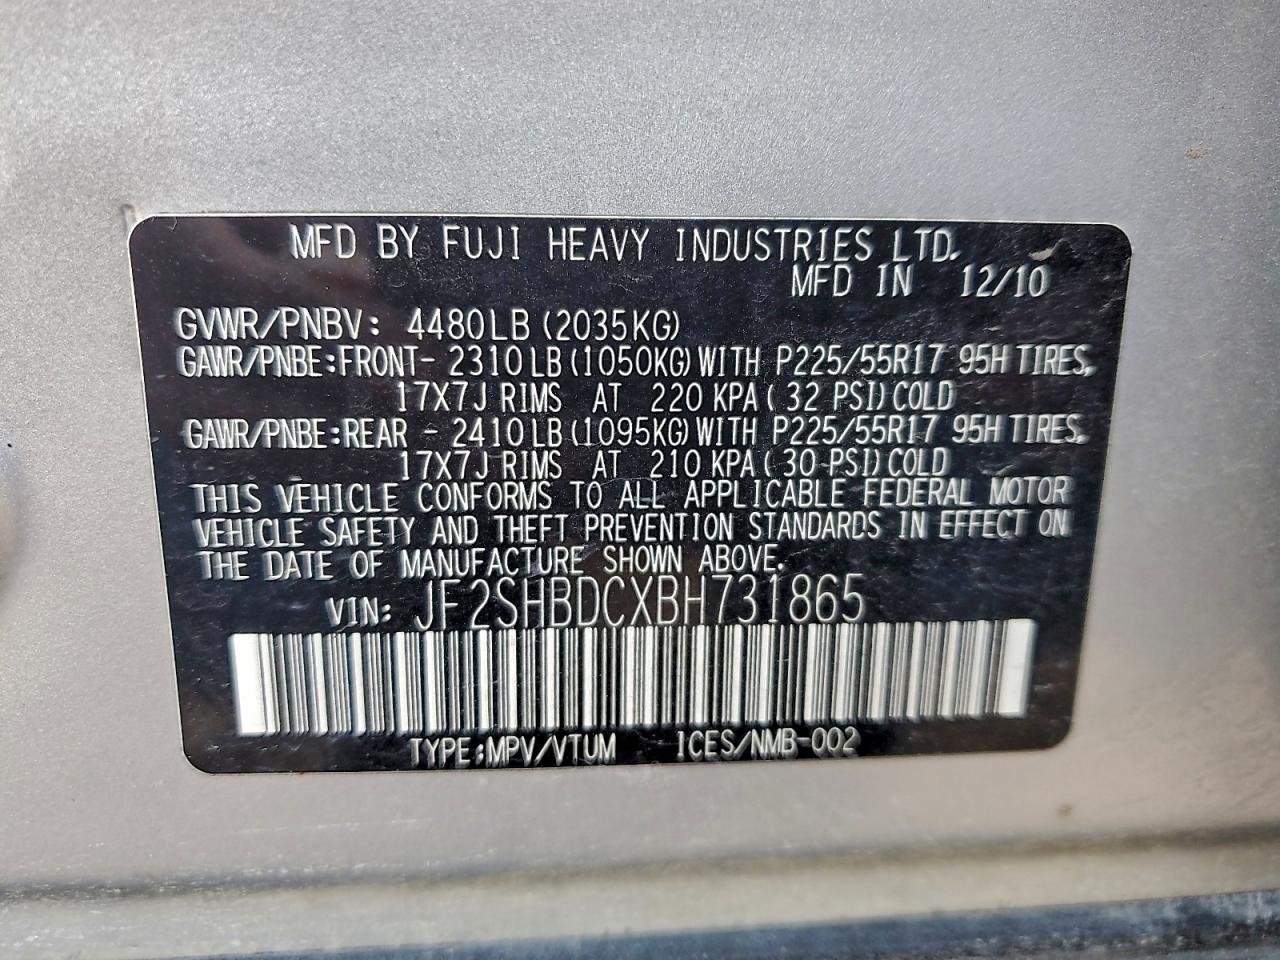 MFD BY FUJI HEAVY INDUSTRIES LTD.
MFD IN 12/10
GVWR/PNBV: 4480LB (2035KG)
GAWR/PNBE:FRONT- 2310LB(1050KG)WITH P225/55R17 95H TIRES,
17X7J RIMS AT 220 KPA( 32 PSI)COLD
GAWR/PNBE:REAR - 2410LB(1095KG)WITH P225/55R17 95H TIRES,
17X7J RIMS AT 210 KPA( 30 PSI)COLD
THIS VEHICLE CONFORMS TO ALL APPLICABLE FEDERAL MOTOR
VEHICLE SAFETY AND THEFT PREVENTION STANDARDS IN EFFECT ON
THE DATE OF MANUFACTURE SHOWN ABOVE.
VIN: JF2SHBDCXBH731865
TYPE:MPV/VTUM ICES/NMB-002